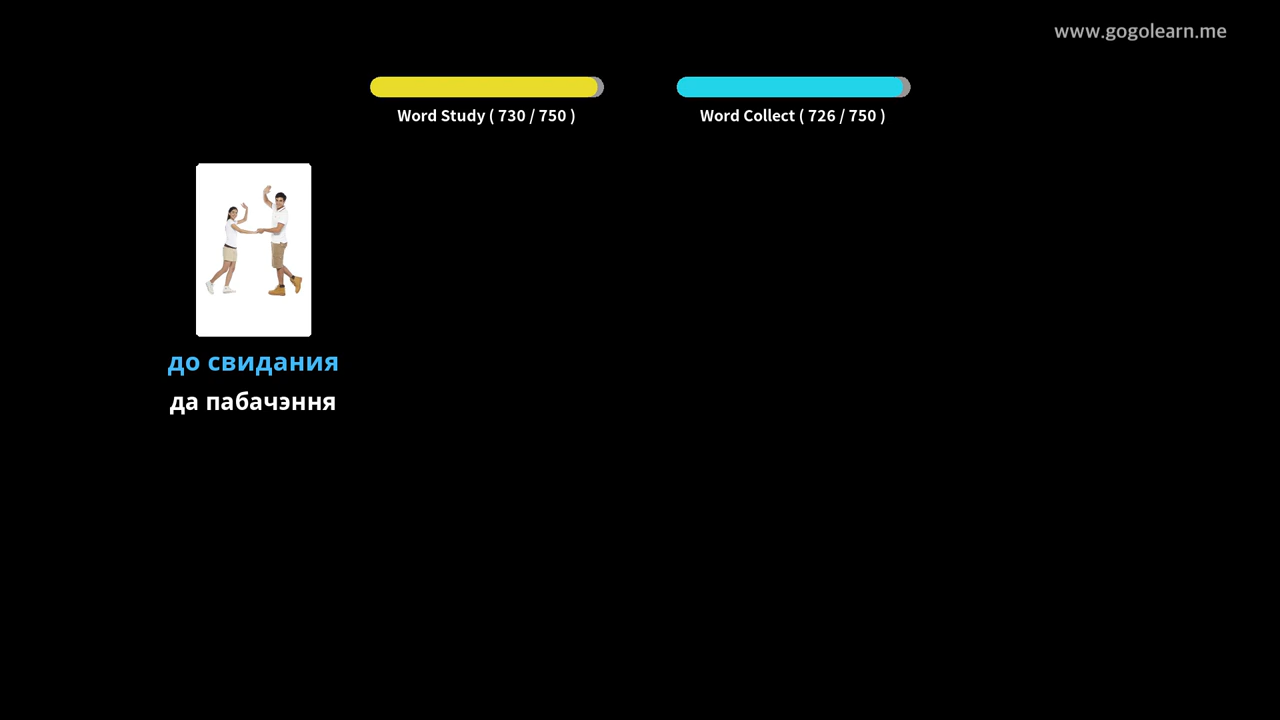 www.gogolearn.me
Word Study ( 730 / 750 )
Word Collect ( 726 / 750 )
до свидания
да пабачэння